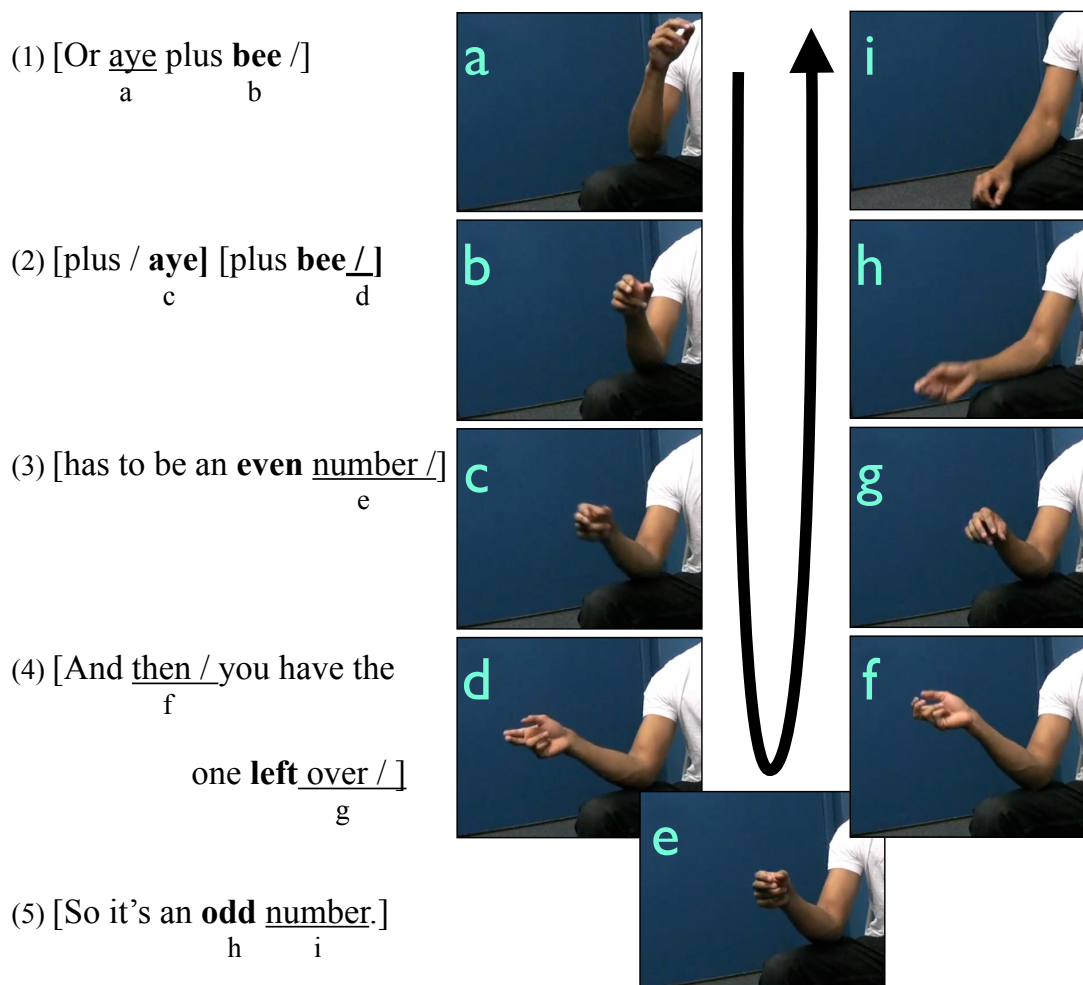 (1) [Or aye plus bee /]
a b
(2) [plus / aye] [plus bee / ]
c d
(3) [has to be an even number /]
e
(4) [And then / you have the
f
one left over / ]
g
(5) [So it’s an odd number.]
h i
a
b
c
d
e
f
g
h
i